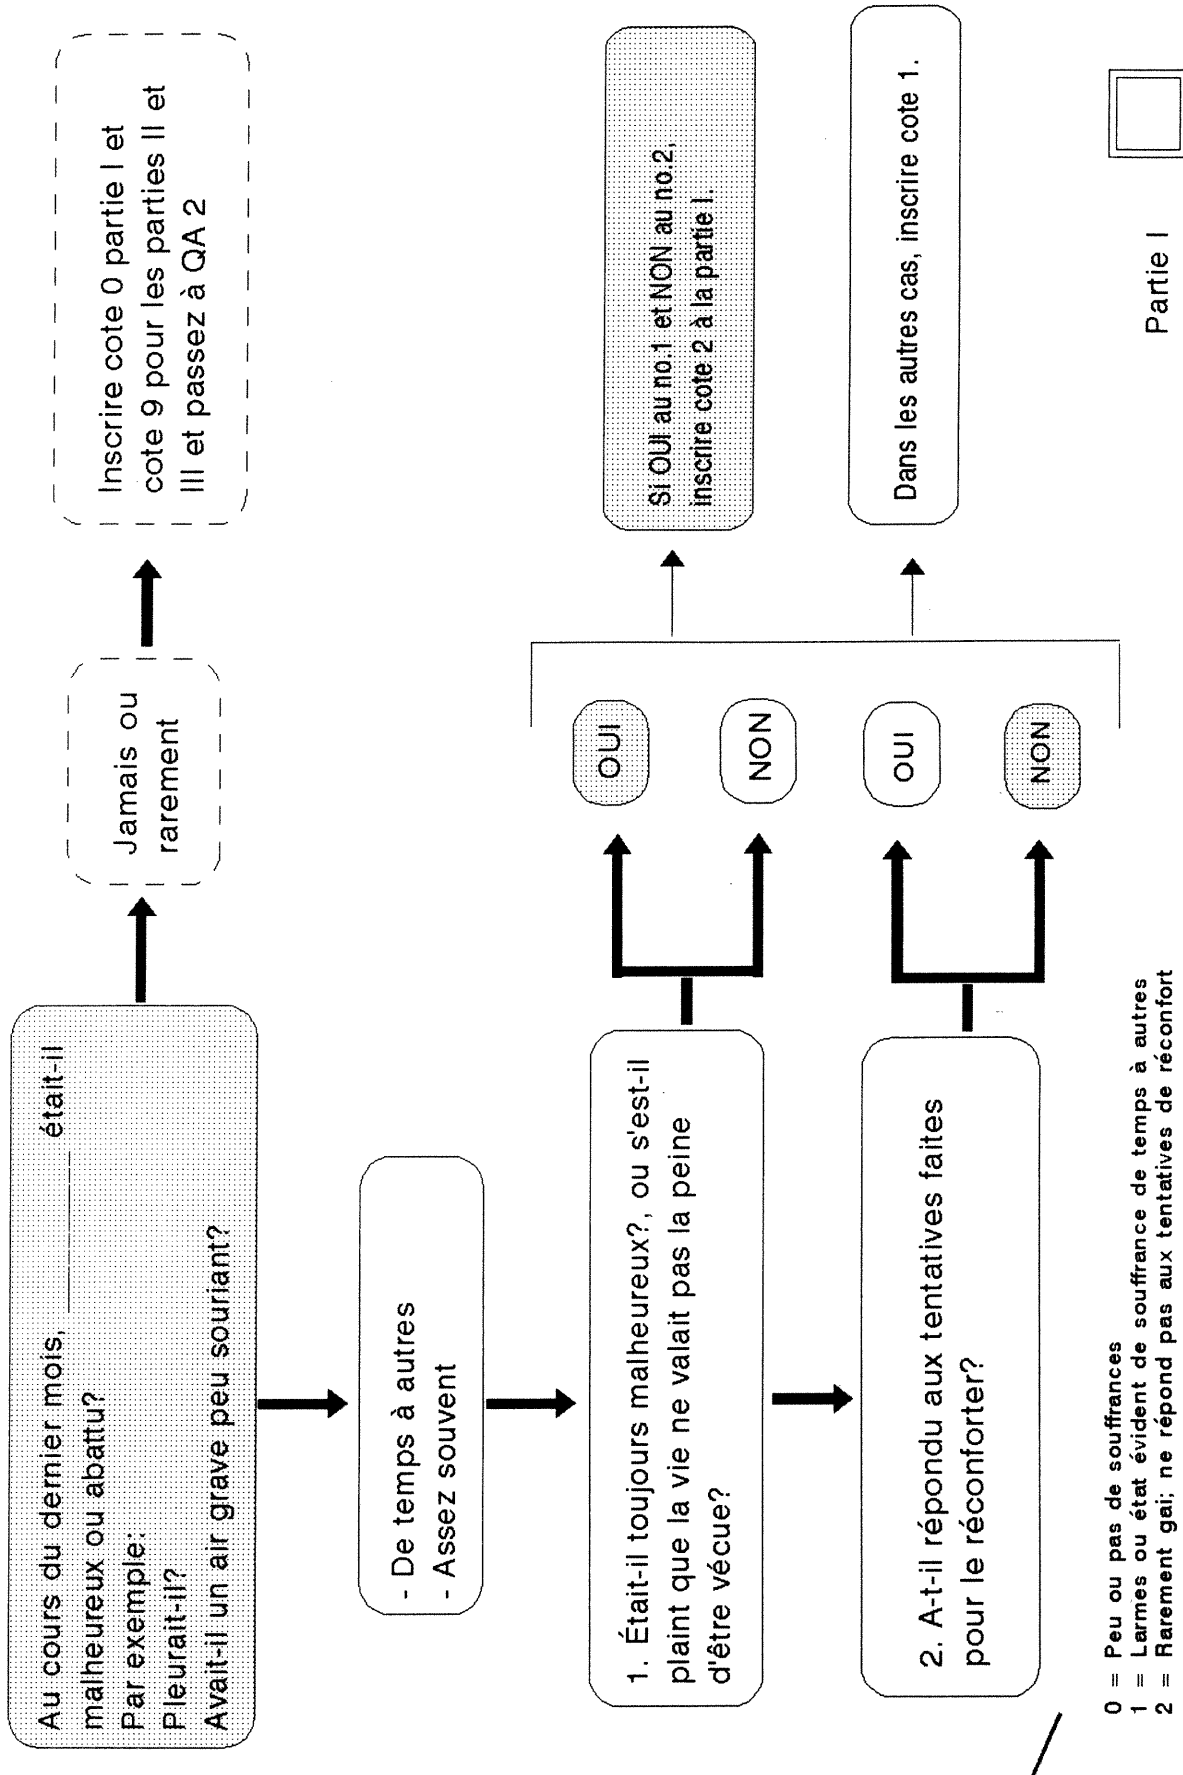 Au cours du dernier mois, __________ était-il
malheureux ou abattu?
Par exemple:
Pleurait-il?
Avait-il un air grave peu souriant?
Jamais ou
rarement
Inscrire cote 0 partie I et
cote 9 pour les parties II et
III et passez à QA 2
- De temps à autres
- Assez souvent
1. Était-il toujours malheureux?, ou s'est-il
plaint que la vie ne valait pas la peine
d'être vécue?
OUI
NON
Si OUI au no.1 et NON au no.2,
inscrire cote 2 à la partie I.
2. A-t-il répondu aux tentatives faites
pour le réconforter?
OUI
NON
Dans les autres cas, inscrire cote 1.
0 = Peu ou pas de souffrances
1 = Larmes ou état évident de souffrance de temps à autres
2 = Rarement gai; ne répond pas aux tentatives de réconfort
Partie I